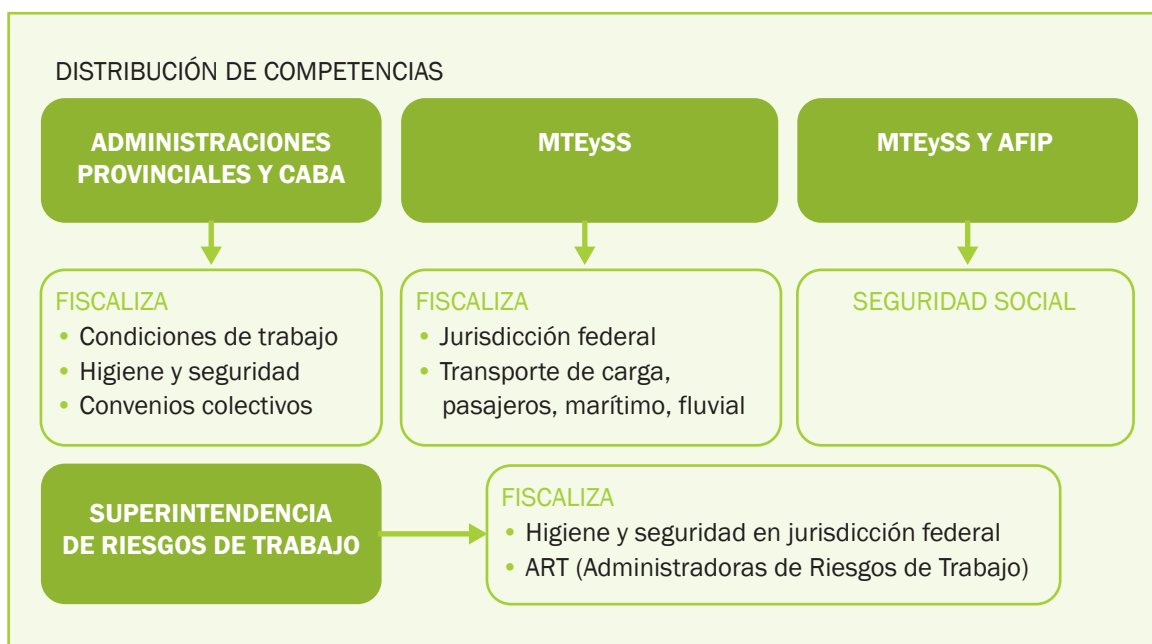 DISTRIBUCIÓN DE COMPETENCIAS
ADMINISTRACIONES
PROVINCIALES Y CABA
FISCALIZA
• Condiciones de trabajo
• Higiene y seguridad
• Convenios colectivos
MTEySS
FISCALIZA
• Jurisdicción federal
• Transporte de carga,
pasajeros, marítimo, fluvial
MTEySS Y AFIP
SEGURIDAD SOCIAL
SUPERINTENDENCIA
DE RIESGOS DE TRABAJO
FISCALIZA
• Higiene y seguridad en jurisdicción federal
• ART (Administradoras de Riesgos de Trabajo)